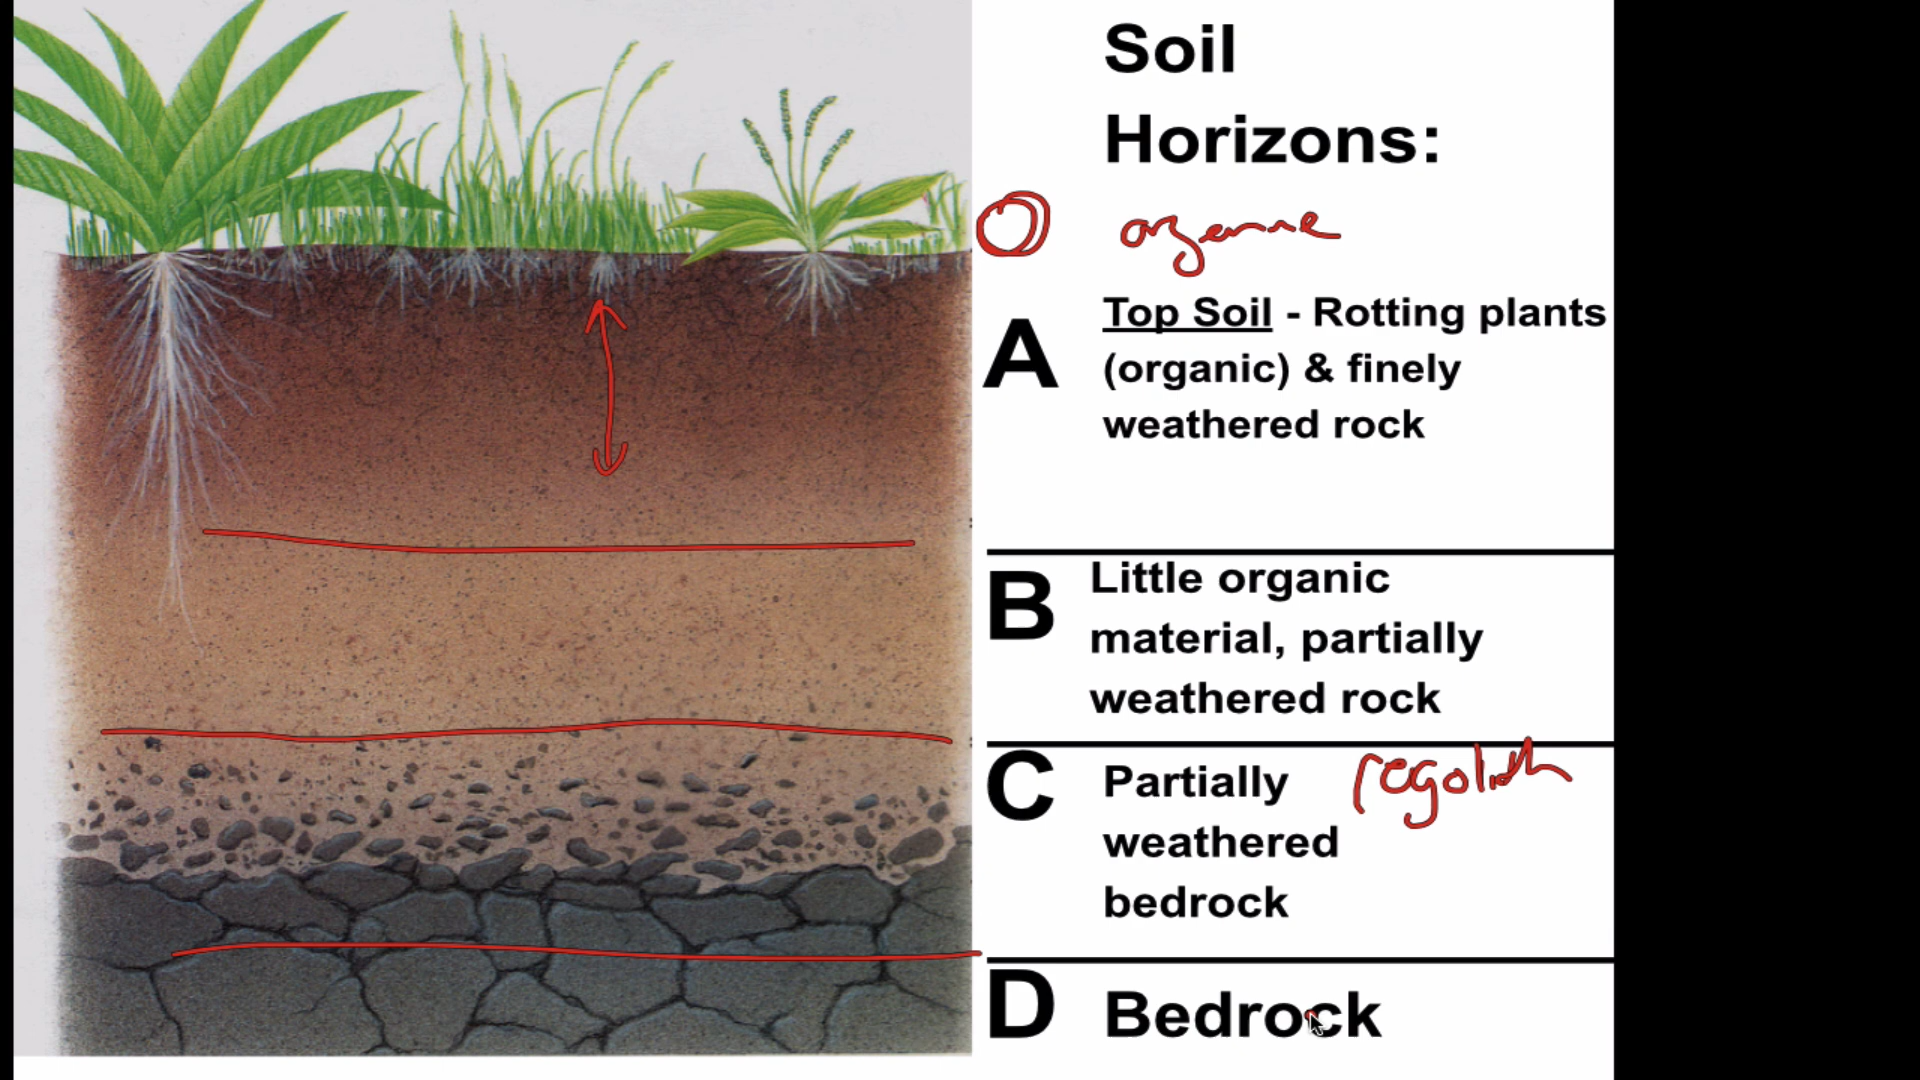 Soil
Horizons:
O organic
A
Top Soil - Rotting plants
(organic) & finely
weathered rock
B
Little organic
material, partially
weathered rock
C
Partially regolith
weathered
bedrock
D Bedrock